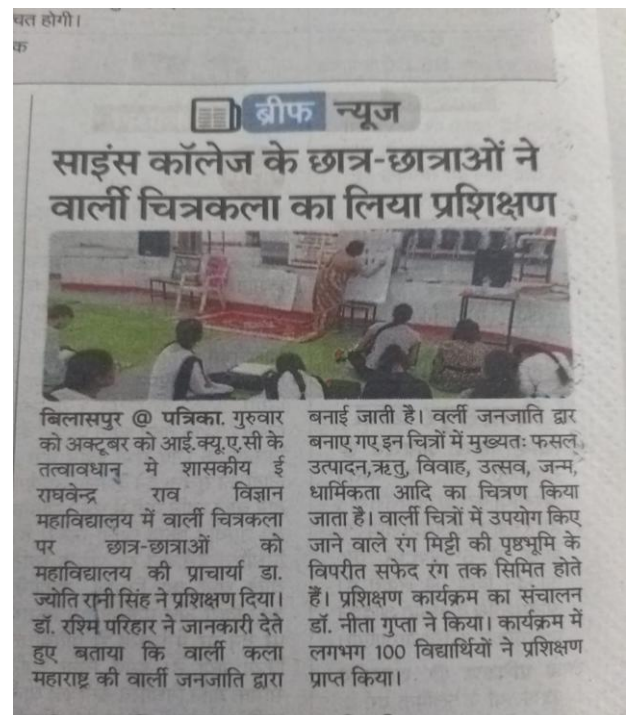 चत होगी।
क
ब्रीफ न्यूज
साइंस कॉलेज के छात्र-छात्राओं ने
वार्ली चित्रकला का लिया प्रशिक्षण
बिलासपुर @ पत्रिका. गुरुवार
को अक्टूबर को आई.क्यू.ए.सी के
तत्वावधान मे शासकीय ई
राघवेन्द्र राव विज्ञान
महाविद्यालय में वार्ली चित्रकला
पर छात्र-छात्राओं को
महाविद्यालय की प्राचार्या डा.
ज्योति रानी सिंह ने प्रशिक्षण दिया।
डॉ. रश्मि परिहार ने जानकारी देते
हुए बताया कि वार्ली कला
महाराष्ट्र की वार्ली जनजाति द्वारा
बनाई जाती है। वर्ली जनजाति द्वार
बनाए गए इन चित्रों में मुख्यतः फसल
उत्पादन,ऋतु, विवाह, उत्सव, जन्म,
धार्मिकता आदि का चित्रण किया
जाता है। वार्ली चित्रों में उपयोग किए
जाने वाले रंग मिट्टी की पृष्ठभूमि के
विपरीत सफेद रंग तक सिमित होते
हैं। प्रशिक्षण कार्यक्रम का संचालन
डॉ. नीता गुप्ता ने किया। कार्यक्रम में
लगभग 100 विद्यार्थियों ने प्रशिक्षण
प्राप्त किया।